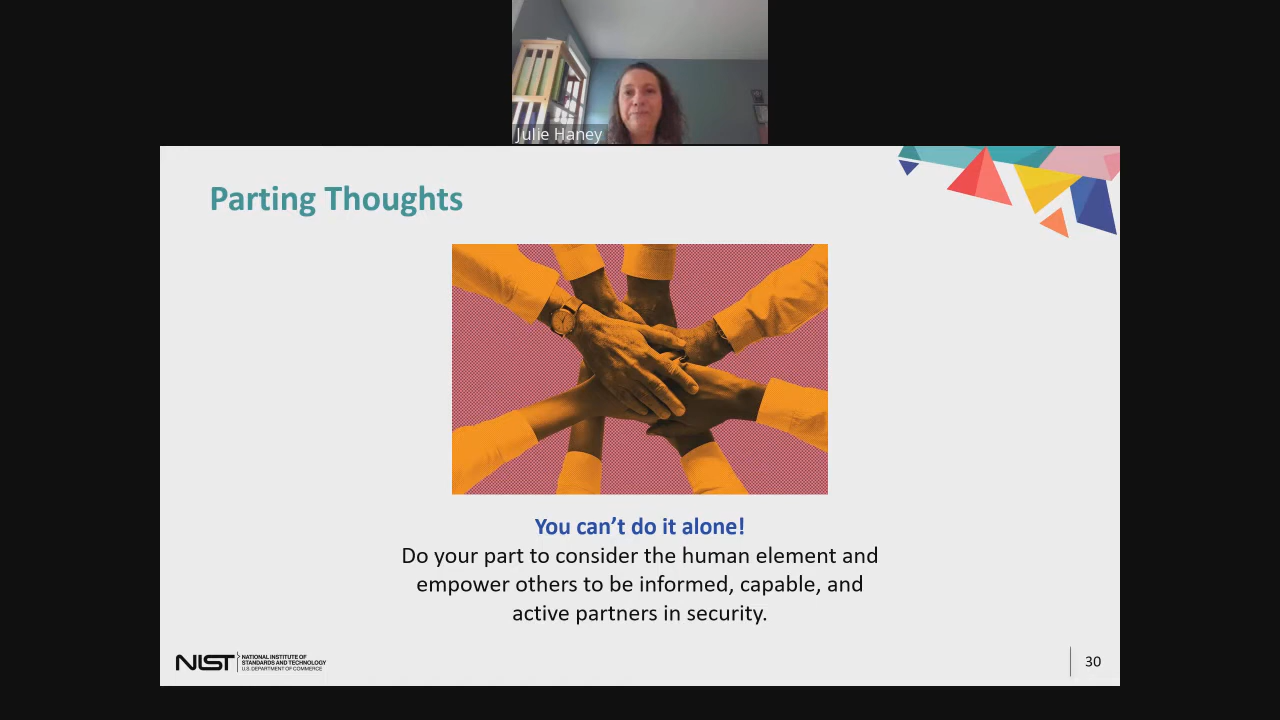 Julie Haney
Parting Thoughts
You can’t do it alone!
Do your part to consider the human element and
empower others to be informed, capable, and
active partners in security.
NIST
NATIONAL INSTITUTE OF
STANDARDS AND TECHNOLOGY
U.S. DEPARTMENT OF COMMERCE
30